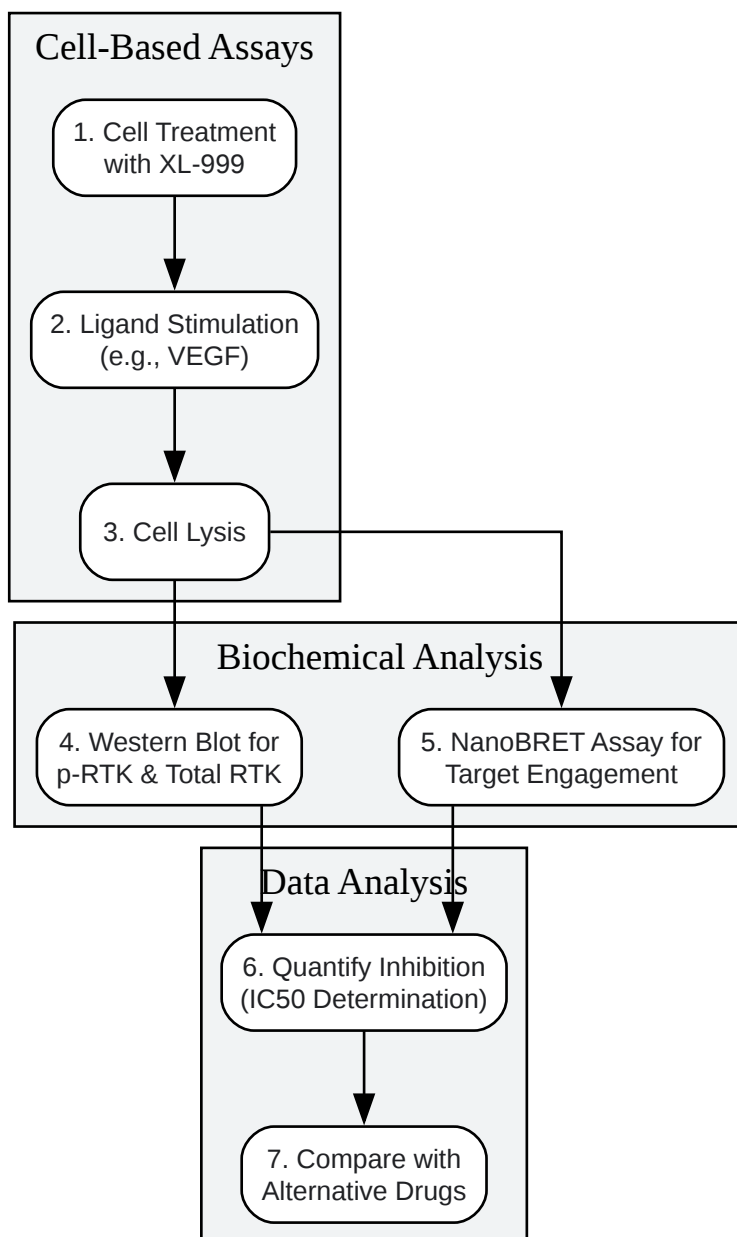 Cell-Based Assays
1. Cell Treatment
with XL-999
2. Ligand Stimulation
(e.g., VEGF)
3. Cell Lysis
Biochemical Analysis
4. Western Blot for
p-RTK & Total RTK
5. NanoBRET Assay for
Target Engagement
Data Analysis
6. Quantify Inhibition
(IC50 Determination)
7. Compare with
Alternative Drugs